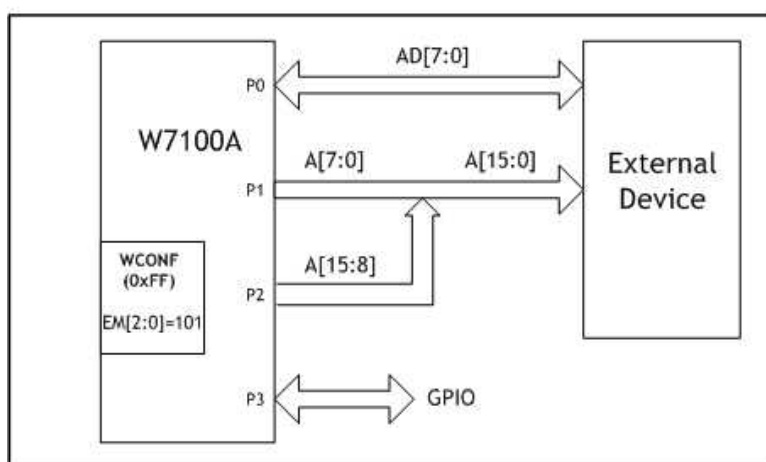 AD[7:0]
P0
W7100A
A[7:0]
A[15:0]
P1
External
Device
WCONF
(0xFF)
EM[2:0]=101
A[15:8]
P2
P3
GPIO